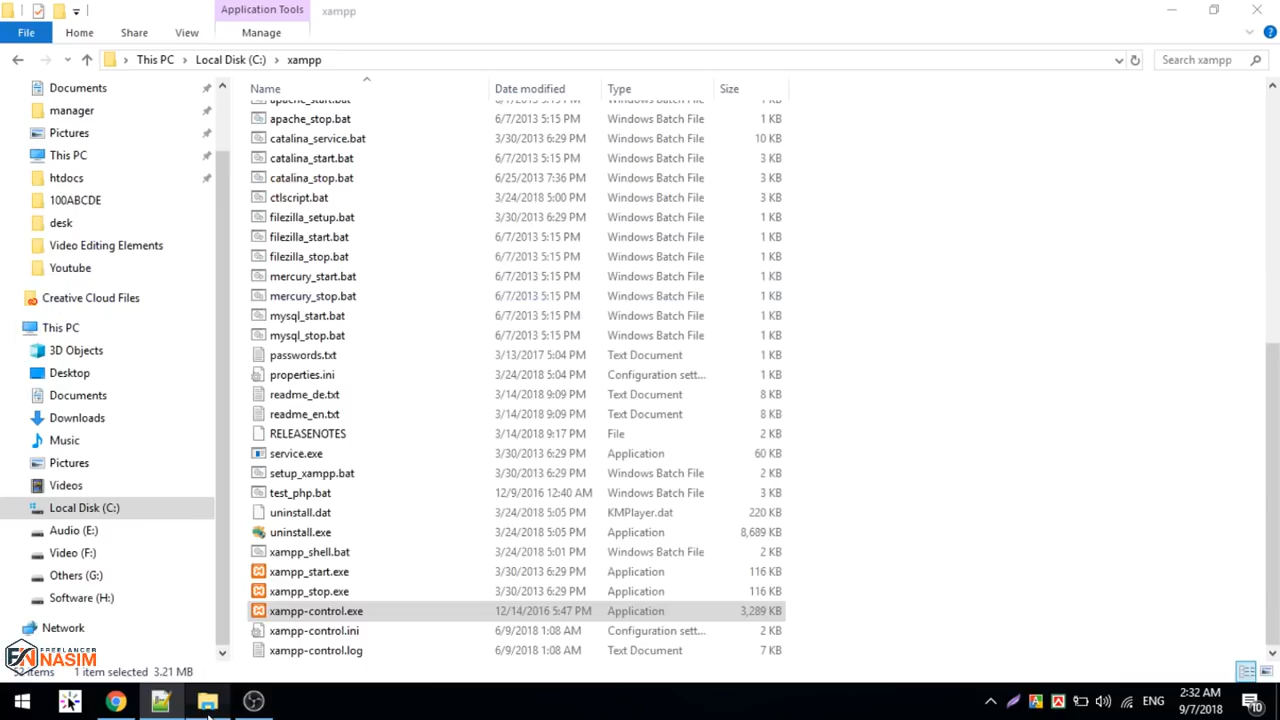 Application Tools
xampp
File
Home
Share
View
Manage
This PC
Local Disk (C:)
xampp
Search xampp
Documents
manager
Pictures
This PC
htdocs
100ABCDE
desk
Video Editing Elements
Youtube
Creative Cloud Files
This PC
3D Objects
Desktop
Documents
Downloads
Music
Pictures
Videos
Local Disk (C:)
Audio (E:)
Video (F:)
Others (G:)
Software (H:)
Network
Name Date modified Type Size
apache_start.bat 6/7/2013 5:15 PM Windows Batch File 1 KB
apache_stop.bat 6/7/2013 5:15 PM Windows Batch File 1 KB
catalina_service.bat 3/30/2013 6:29 PM Windows Batch File 10 KB
catalina_start.bat 6/7/2013 5:15 PM Windows Batch File 3 KB
catalina_stop.bat 6/25/2013 7:36 PM Windows Batch File 3 KB
ctlscript.bat 3/24/2018 5:00 PM Windows Batch File 3 KB
filezilla_setup.bat 3/30/2013 6:29 PM Windows Batch File 1 KB
filezilla_start.bat 6/7/2013 5:15 PM Windows Batch File 1 KB
filezilla_stop.bat 6/7/2013 5:15 PM Windows Batch File 1 KB
mercury_start.bat 6/7/2013 5:15 PM Windows Batch File 1 KB
mercury_stop.bat 6/7/2013 5:15 PM Windows Batch File 1 KB
mysql_start.bat 6/7/2013 5:15 PM Windows Batch File 1 KB
mysql_stop.bat 6/7/2013 5:15 PM Windows Batch File 1 KB
passwords.txt 3/13/2017 5:04 PM Text Document 1 KB
properties.ini 3/24/2018 5:04 PM Configuration sett... 1 KB
readme_de.txt 3/14/2018 9:09 PM Text Document 8 KB
readme_en.txt 3/14/2018 9:09 PM Text Document 8 KB
RELEASENOTES 3/14/2018 9:17 PM File 2 KB
service.exe 3/30/2013 6:29 PM Application 60 KB
setup_xampp.bat 3/30/2013 6:29 PM Windows Batch File 2 KB
test_php.bat 12/9/2016 12:40 AM Windows Batch File 3 KB
uninstall.dat 3/24/2018 5:05 PM KMPlayer.dat 220 KB
uninstall.exe 3/24/2018 5:05 PM Application 8,689 KB
xampp_shell.bat 3/24/2018 5:01 PM Windows Batch File 2 KB
xampp_start.exe 3/30/2013 6:29 PM Application 116 KB
xampp_stop.exe 3/30/2013 6:29 PM Application 116 KB
xampp-control.exe 12/14/2016 5:47 PM Application 3,289 KB
xampp-control.ini 6/9/2018 1:08 AM Configuration sett... 2 KB
xampp-control.log 6/9/2018 1:08 AM Text Document 7 KB
FREELANCER
NASIM
items 1 item selected 3.21 MB
ENG
2:32 AM
9/7/2018
10